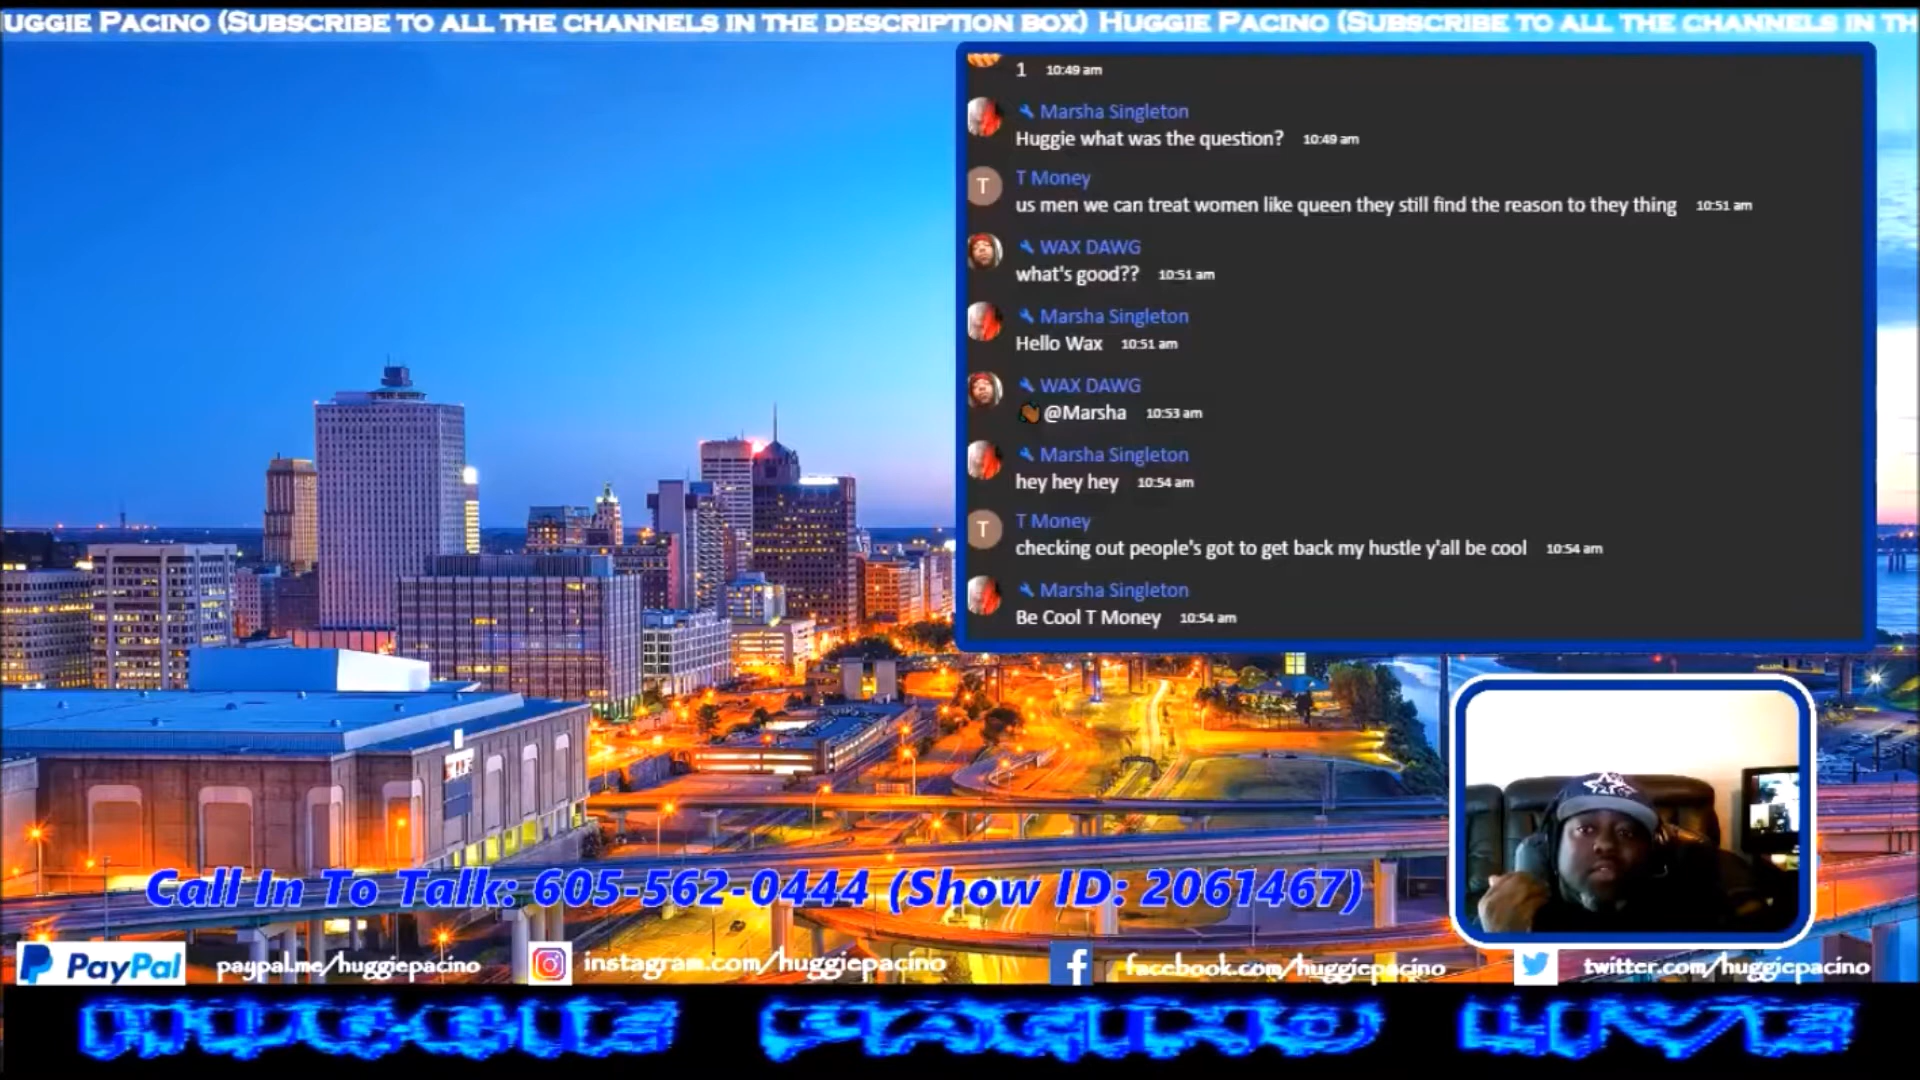 UGGIE PACINO (SUBSCRIBE TO ALL THE CHANNELS IN THE DESCRIPTION BOX) HUGGIE PACINO (SUBSCRIBE TO ALL THE CHANNELS IN TH
1 10:49 am
Marsha Singleton
Huggie what was the question? 10:49 am
T
T Money
us men we can treat women like queen they still find the reason to they thing 10:51 am
WAX DAWG
what's good?? 10:51 am
Marsha Singleton
Hello Wax 10:51 am
WAX DAWG
@Marsha 10:53 am
Marsha Singleton
hey hey hey 10:54 am
T
T Money
checking out people's got to get back my hustle y'all be cool 10:54 am
Marsha Singleton
Be Cool T Money 10:54 am
Call In To Talk: 605-562-0444 (Show ID: 2061467)
PayPal paypal.me/huggiepacino instagram.com/huggiepacino facebook.com/huggiepacino twitter.com/huggiepacino
HUGGIE PACINO LIVE